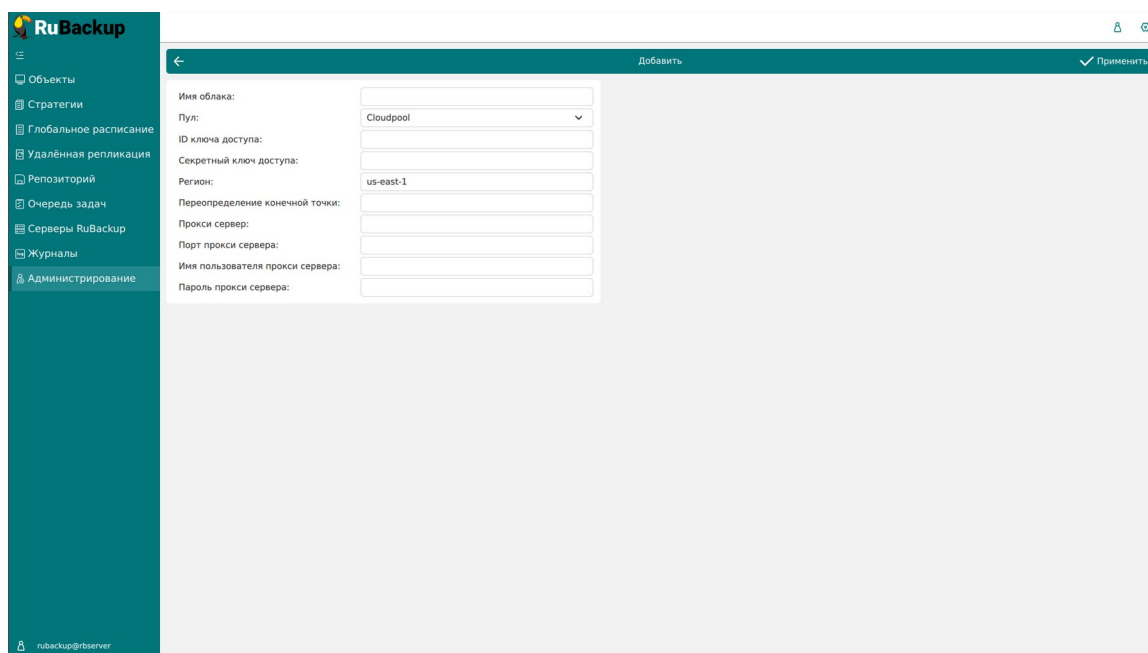 RuBackup
Объекты
Стратегии
Глобальное расписание
Удалённая репликация
Репозиторий
Очередь задач
Серверы RuBackup
Журналы
Администрирование
rubackup@rbserver
Добавить
Применить
Имя облака:
Пул: Cloudpool
ID ключа доступа:
Секретный ключ доступа:
Регион: us-east-1
Переопределение конечной точки:
Прокси сервер:
Порт прокси сервера:
Имя пользователя прокси сервера:
Пароль прокси сервера: